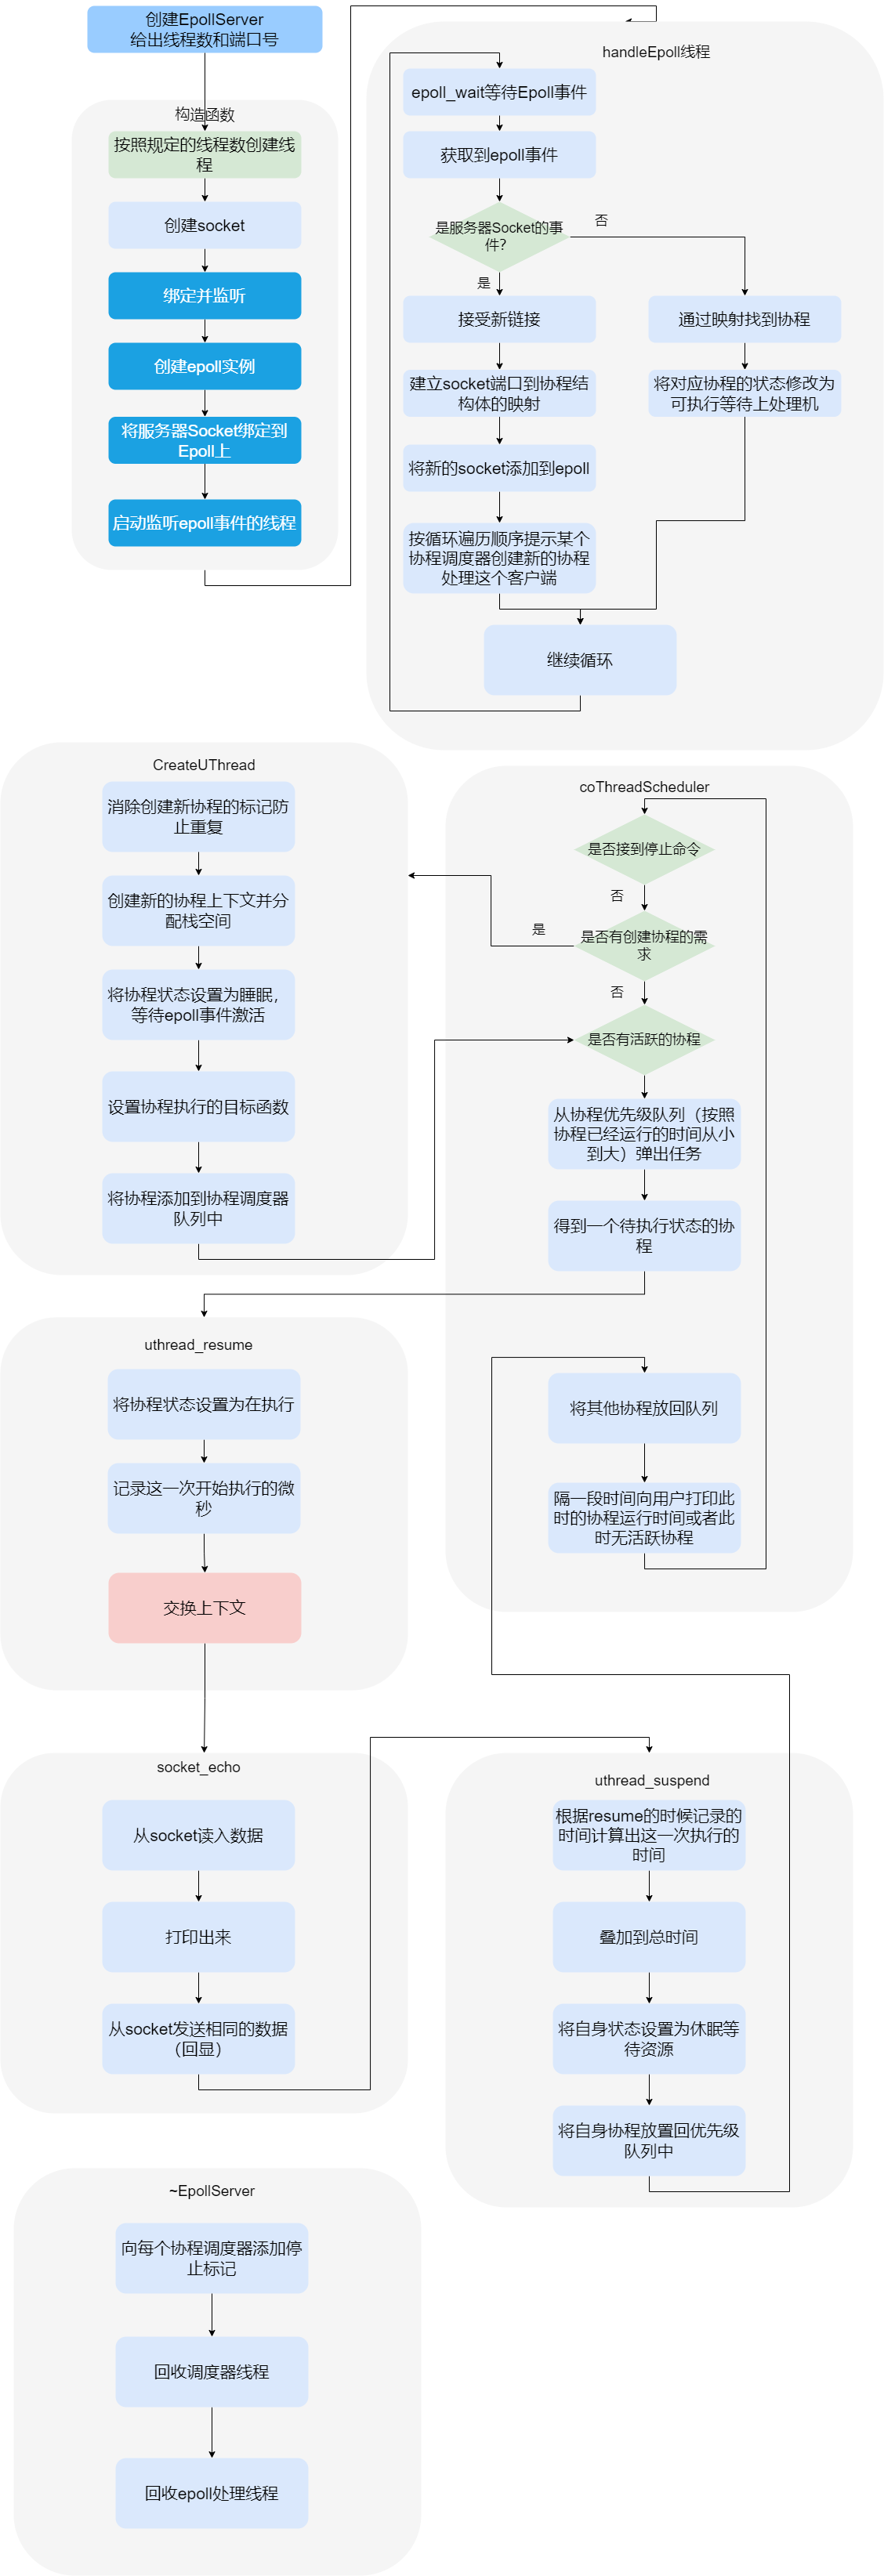 创建EpollServer
给出线程数和端口号
构造函数
按照规定的线程数创建线
程
创建socket
绑定并监听
创建epoll实例
将服务器Socket绑定到
Epoll上
启动监听epoll事件的线程
handleEpoll线程
epoll_wait等待Epoll事件
获取到epoll事件
是服务器Socket的事
件?
否
是
接受新链接
通过映射找到协程
建立socket端口到协程结
构体的映射
将对应协程的状态修改为
可执行等待上处理机
将新的socket添加到epoll
按循环遍历顺序提示某个
协程调度器创建新的协程
处理这个客户端
继续循环
CreateUThread
消除创建新协程的标记防
止重复
创建新的协程上下文并分
配栈空间
将协程状态设置为睡眠，
等待epoll事件激活
设置协程执行的目标函数
将协程添加到协程调度器
队列中
coThreadScheduler
是否接到停止命令
否
是否有创建协程的需
求
是
否
是否有活跃的协程
从协程优先级队列（按照
协程已经运行的时间从小
到大）弹出任务
得到一个待执行状态的协
程
将其他协程放回队列
隔一段时间向用户打印此
时的协程运行时间或者此
时无活跃协程
uthread_resume
将协程状态设置为在执行
记录这一次开始执行的微
秒
交换上下文
socket_echo
从socket读入数据
打印出来
从socket发送相同的数据
（回显）
uthread_suspend
根据resume的时候记录的
时间计算出这一次执行的
时间
叠加到总时间
将自身状态设置为休眠等
待资源
将自身协程放置回优先级
队列中
~EpollServer
向每个协程调度器添加停
止标记
回收调度器线程
回收epoll处理线程